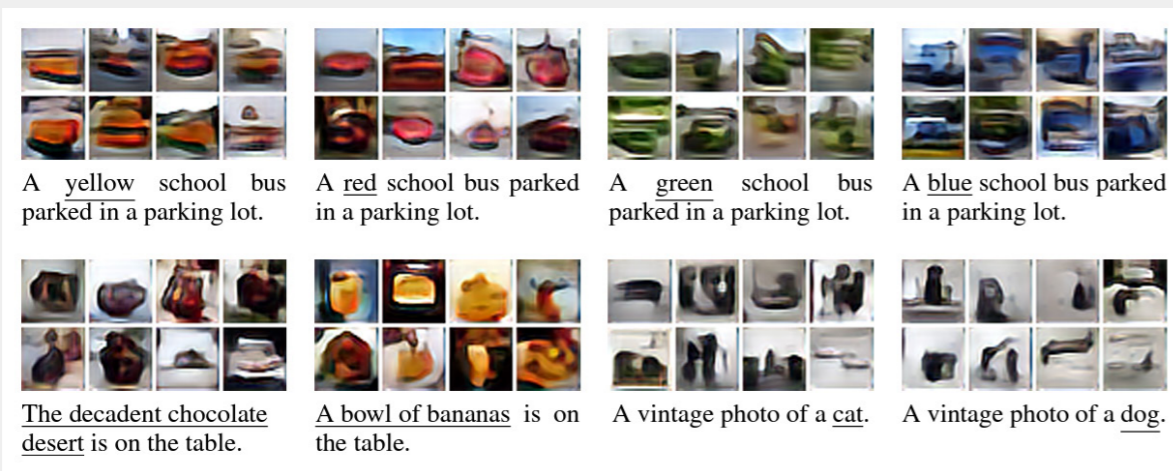 A yellow school bus
parked in a parking lot.
A red school bus parked
in a parking lot.
A green school bus
parked in a parking lot.
A blue school bus parked
in a parking lot.
The decadent chocolate
desert is on the table.
A bowl of bananas is on
the table.
A vintage photo of a cat.
A vintage photo of a dog.